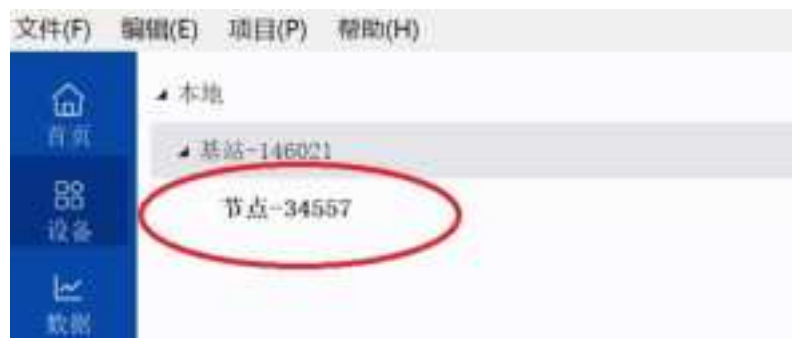 文件(F) 编辑(E) 项目(P) 帮助(H)
首页
设备
数据
本地
基站-146021
节点-34557